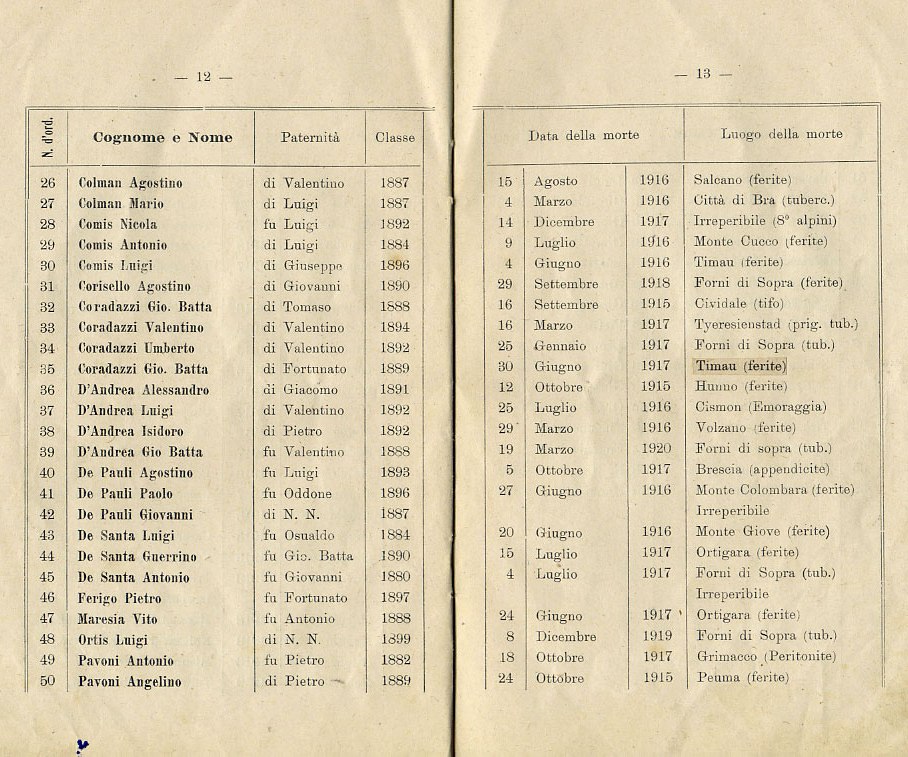 — 12 —
N. d'ord. Cognome e Nome Paternità Classe
26 Colman Agostino di Valentino 1887
27 Colman Mario di Luigi 1887
28 Comis Nicola fu Luigi 1892
29 Comis Antonio di Luigi 1884
30 Comis Luigi di Giuseppe 1896
31 Corisello Agostino di Giovanni 1890
32 Coradazzi Gio. Batta di Tomaso 1888
33 Coradazzi Valentino di Valentino 1894
34 Coradazzi Umberto di Valentino 1892
35 Coradazzi Gio. Batta di Fortunato 1889
36 D'Andrea Alessandro di Giacomo 1891
37 D'Andrea Luigi di Valentino 1892
38 D'Andrea Isidoro di Pietro 1892
39 D'Andrea Gio Batta fu Valentino 1888
40 De Pauli Agostino fu Luigi 1893
41 De Pauli Paolo fu Oddone 1896
42 De Pauli Giovanni di N. N. 1887
43 De Santa Luigi fu Osualdo 1884
44 De Santa Guerrino fu Gio. Batta 1890
45 De Santa Antonio fu Giovanni 1880
46 Ferigo Pietro fu Fortunato 1897
47 Maresia Vito fu Antonio 1888
48 Ortis Luigi di N. N. 1899
49 Pavoni Antonio fu Pietro 1882
50 Pavoni Angelino di Pietro 1889
— 13 —
Data della morte Luogo della morte
15 Agosto 1916 Salcano (ferite)
4 Marzo 1916 Città di Bra (tuberc.)
14 Dicembre 1917 Irreperibile (8° alpini)
9 Luglio 1916 Monte Cucco (ferite)
4 Giugno 1916 Timau (ferite)
29 Settembre 1918 Forni di Sopra (ferite)
16 Settembre 1915 Cividale (tifo)
16 Marzo 1917 Tyeresienstad (prig. tub.)
25 Gennaio 1917 Forni di Sopra (tub.)
30 Giugno 1917 Timau (ferite)
12 Ottobre 1915 Hunno (ferite)
25 Luglio 1916 Cismon (Emoraggia)
29 Marzo 1916 Volzano (ferite)
19 Marzo 1920 Forni di sopra (tub.)
5 Ottobre 1917 Brescia (appendicite)
27 Giugno 1916 Monte Colombara (ferite)
Irreperibile
20 Giugno 1916 Monte Giove (ferite)
15 Luglio 1917 Ortigara (ferite)
4 Luglio 1917 Forni di Sopra (tub.)
Irreperibile
24 Giugno 1917 Ortigara (ferite)
8 Dicembre 1919 Forni di Sopra (tub.)
18 Ottobre 1917 Grimacco (Peritonite)
24 Ottobre 1915 Peuma (ferite)